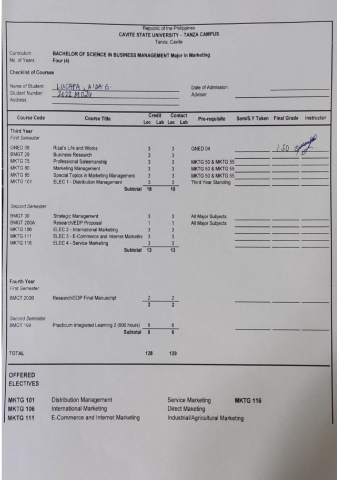 Republic of the Philippines
CAVITE STATE UNIVERSITY – TANZA CAMPUS
Tanza, Cavite
Curriculum: BACHELOR OF SCIENCE IN BUSINESS MANAGEMENT Major in Marketing
No. of Years: Four (4)
Checklist of Courses
Name of Student: Date of Admission:
Student Number: Adviser:
Address:
Course Code Course Title Credit Lec Lab Contact Lec Lab Pre-requisite Sem/S.Y Taken Final Grade Instructor
Third Year
First Semester
GNED 09 Rizal's Life and Works 3 3 GNED 04 1.50
BMGT 29 Business Research 3 3
MKTG 75 Professional Salesmanship 3 3 MKTG 50 & MKTG 55
MKTG 80 Marketing Management 3 3 MKTG 50 & MKTG 55
MKTG 85 Special Topics in Marketing Management 3 3 MKTG 50 & MKTG 55
MKTG 101 ELEC 1 - Distribution Management 3 3 Third Year Standing
Subtotal 18 18
Second Semester
BMGT 30 Strategic Management 3 3 All Major Subjects
BMGT 200A Research/EDP Proposal 1 1 All Major Subjects
MKTG 106 ELEC 2 - International Marketing 3 3
MKTG 111 ELEC 3 - E-Commerce and Internet Marketing 3 3
MKTG 116 ELEC 4 - Service Marketing 3 3
Subtotal 13 13
Fourth Year
First Semester
BMGT 200B Research/EDP Final Manuscript 2 2
2 2
Second Semester
BMGT 199 Practicum Integrated Learning 2 (600 hours) 6 6
Subtotal 6 6
TOTAL 128 129
OFFERED
ELECTIVES
MKTG 101 Distribution Management Service Marketing MKTG 116
MKTG 106 International Marketing Direct Maketing
MKTG 111 E-Commerce and Internet Marketing Industrial/Agricultural Marketing